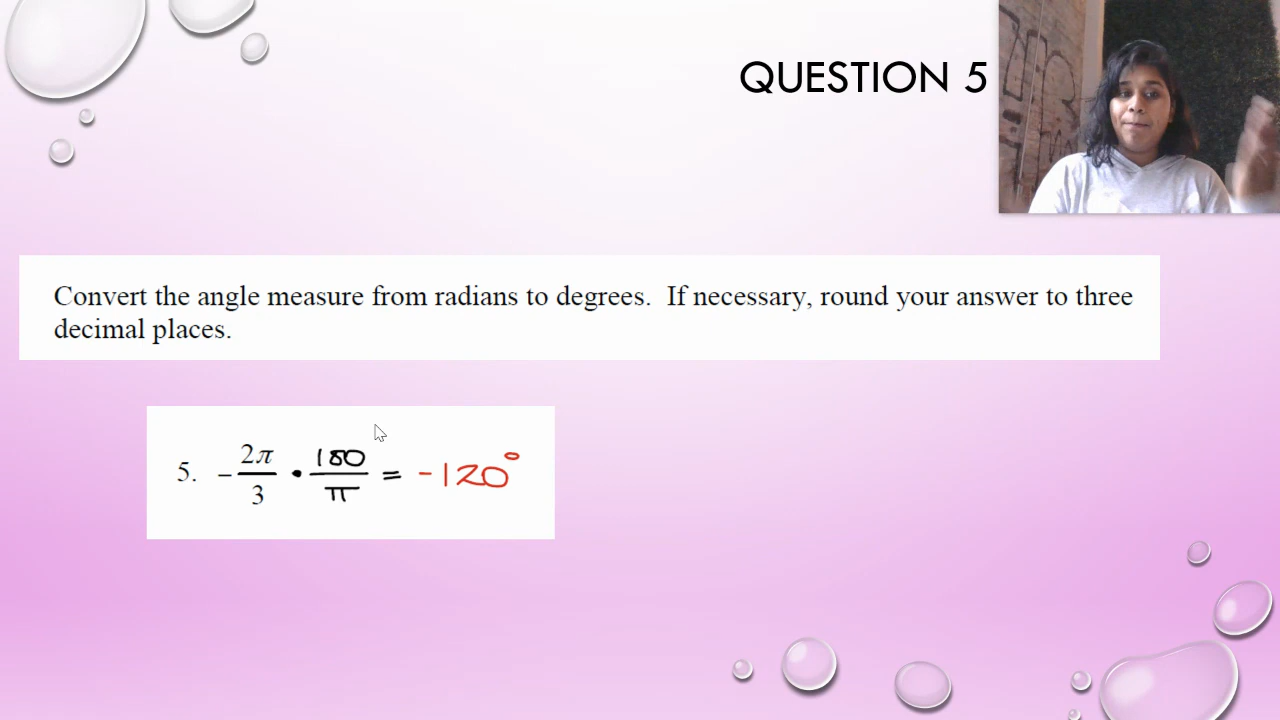 QUESTION 5
Convert the angle measure from radians to degrees. If necessary, round your answer to three
decimal places.
5. -2π/3 • 180/π = -120°